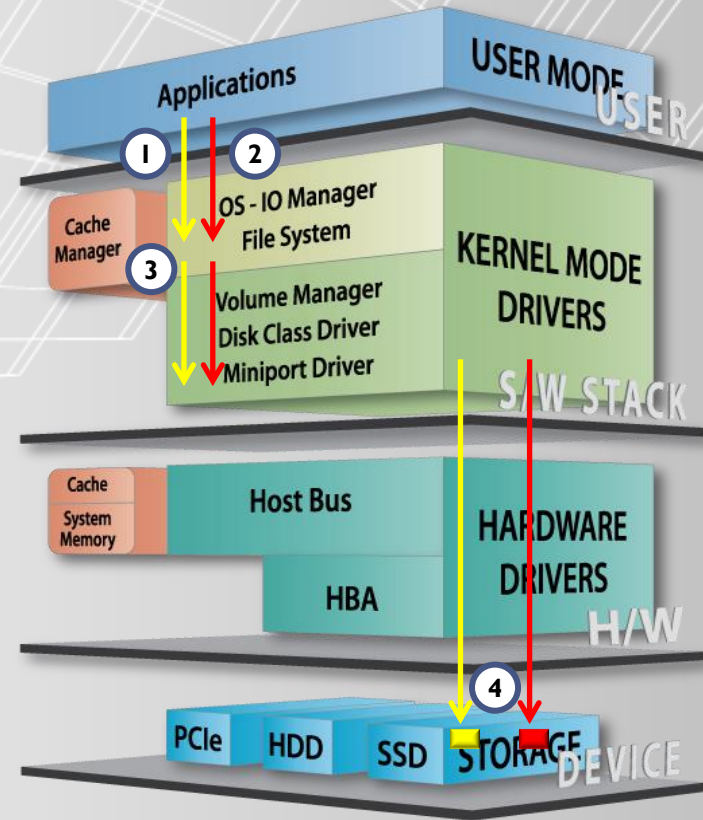 Applications
USER MODE
USER
1
2
Cache
Manager
OS - IO Manager
File System
3
Volume Manager
Disk Class Driver
Miniport Driver
KERNEL MODE
DRIVERS
S/W STACK
Cache
System
Memory
Host Bus
HBA
HARDWARE
DRIVERS
H/W
4
PCIe
HDD
SSD
STORAGE
DEVICE